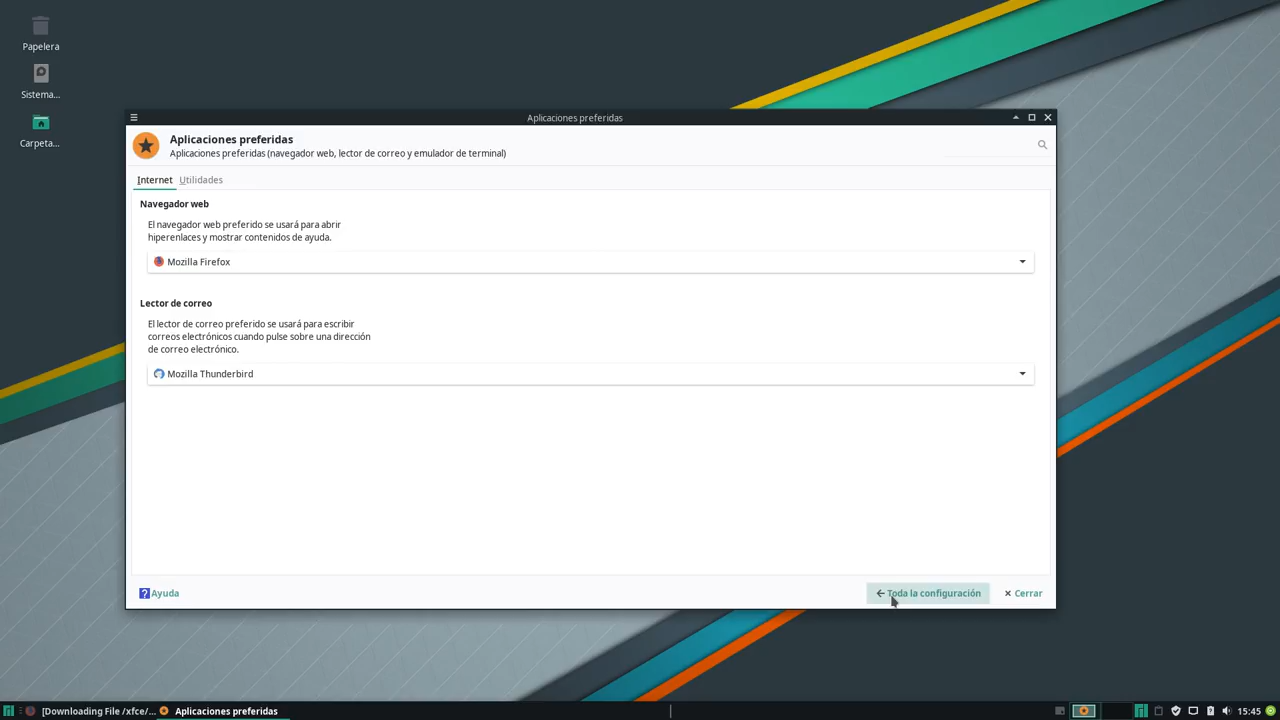 Papelera
Sistema...
Carpeta...
Aplicaciones preferidas
Aplicaciones preferidas
Aplicaciones preferidas (navegador web, lector de correo y emulador de terminal)
Internet
Utilidades
Navegador web
El navegador web preferido se usará para abrir
hiperenlaces y mostrar contenidos de ayuda.
Mozilla Firefox
Lector de correo
El lector de correo preferido se usará para escribir
correos electrónicos cuando pulse sobre una dirección
de correo electrónico.
Mozilla Thunderbird
Ayuda
Toda la configuración
Cerrar
[Downloading File /xfce/...
Aplicaciones preferidas
15:45